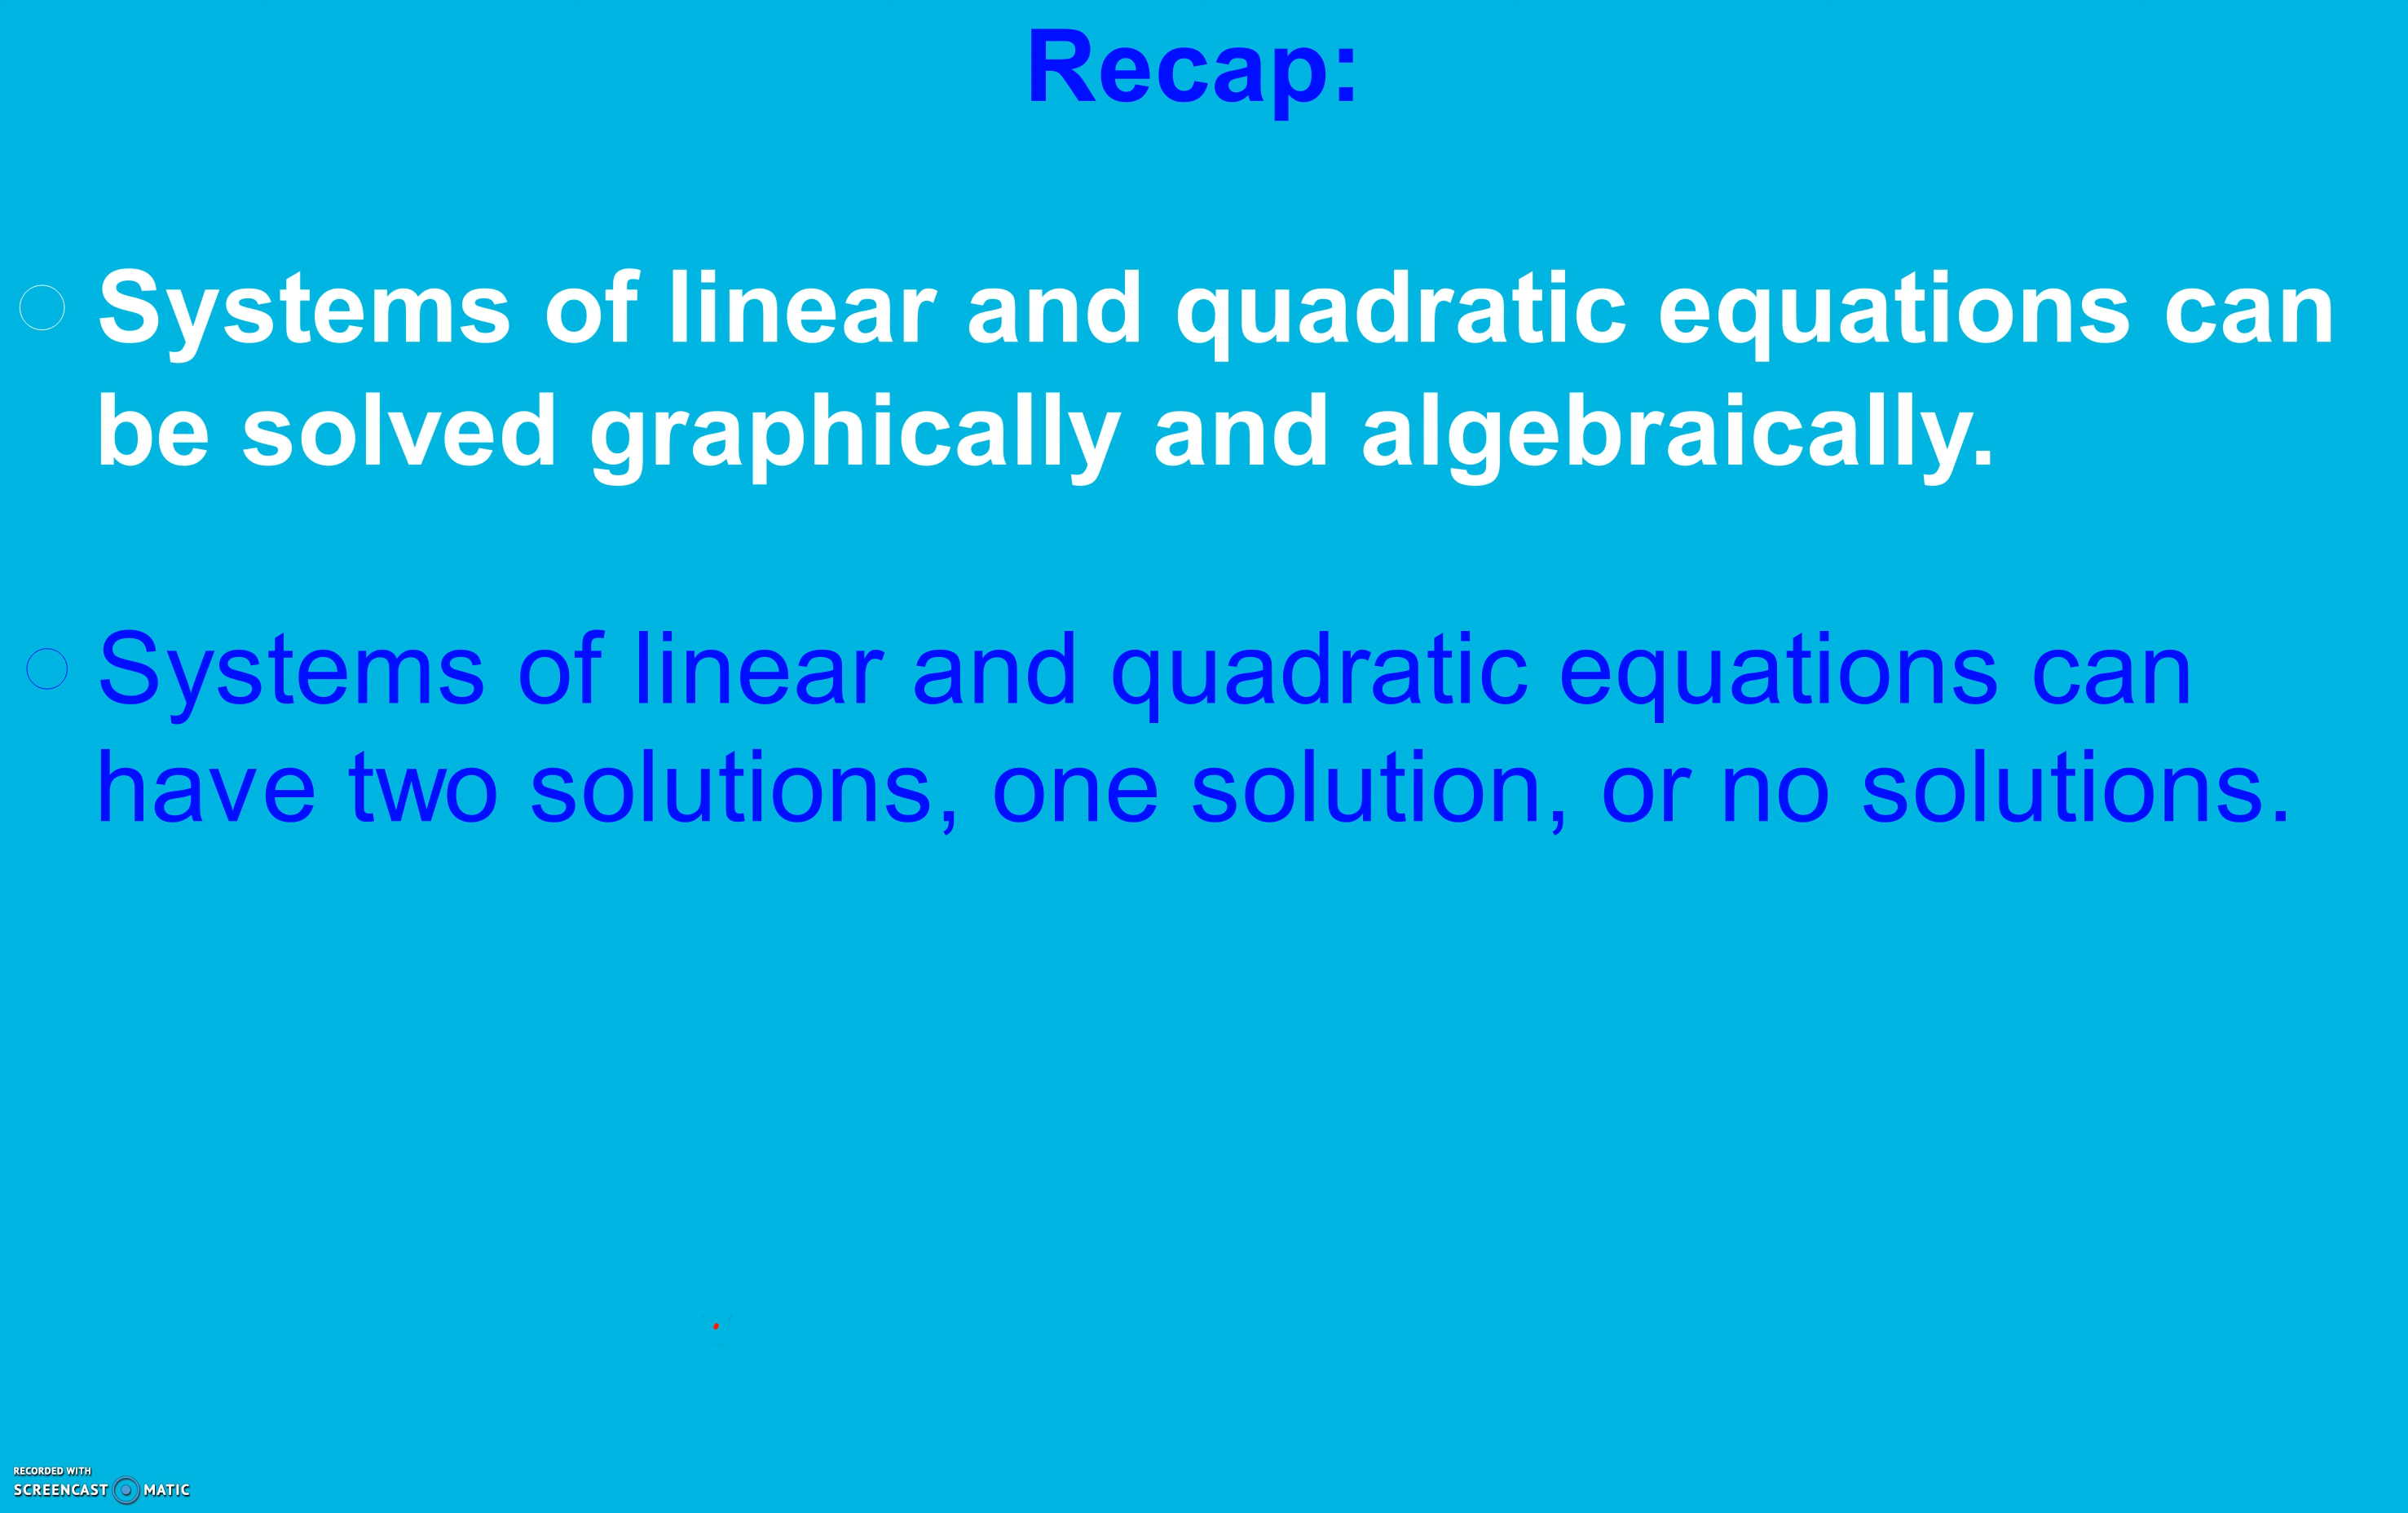 Recap:
Systems of linear and quadratic equations can
be solved graphically and algebraically.
Systems of linear and quadratic equations can
have two solutions, one solution, or no solutions.
RECORDED WITH
SCREENCAST MATIC